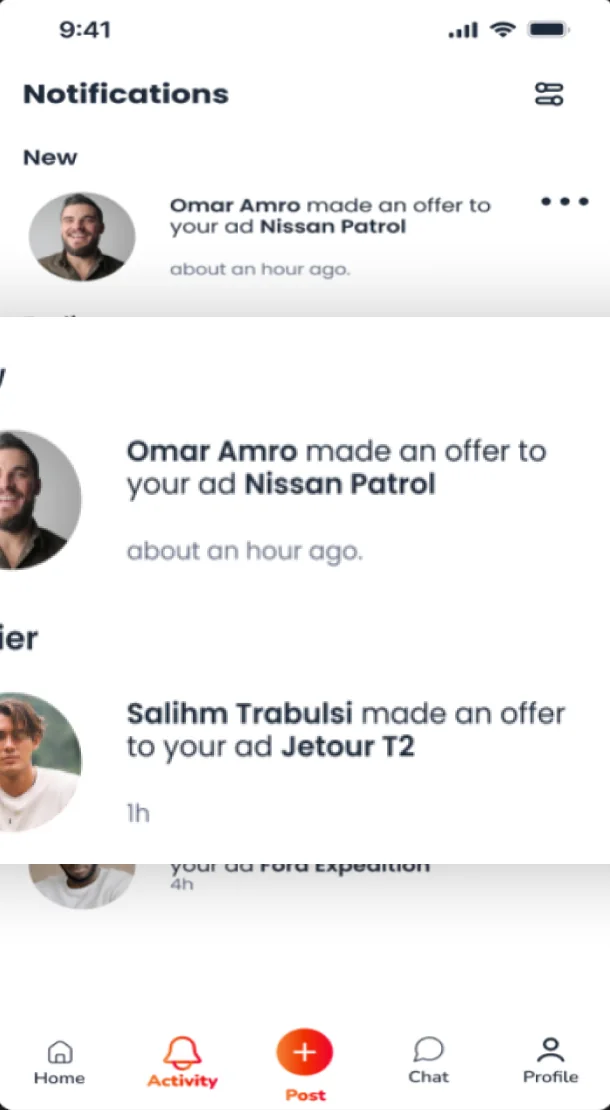 9:41
Notifications
New
Omar Amro made an offer to
your ad Nissan Patrol
about an hour ago.
Omar Amro made an offer to
your ad Nissan Patrol
about an hour ago.
ier
Salihm Trabulsi made an offer
to your ad Jetour T2
1h
your ad Ford Expedition
4h
Home
Activity
Post
Chat
Profile